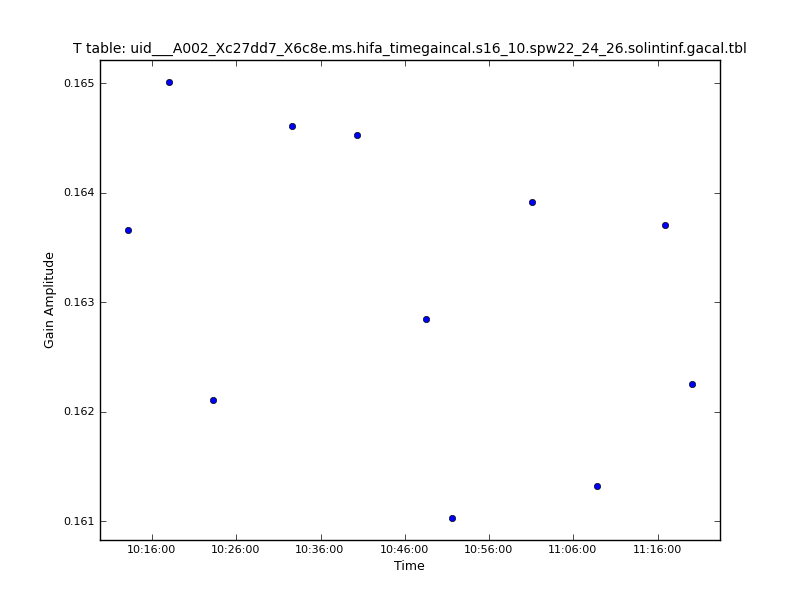 T table: uid___A002_Xc27dd7_X6c8e.ms.hifa_timegaincal.s16_10.spw22_24_26.solintinf.gacal.tbl
0.165
0.164
0.163
0.162
0.161
Gain Amplitude
10:16:00 10:26:00 10:36:00 10:46:00 10:56:00 11:06:00 11:16:00
Time